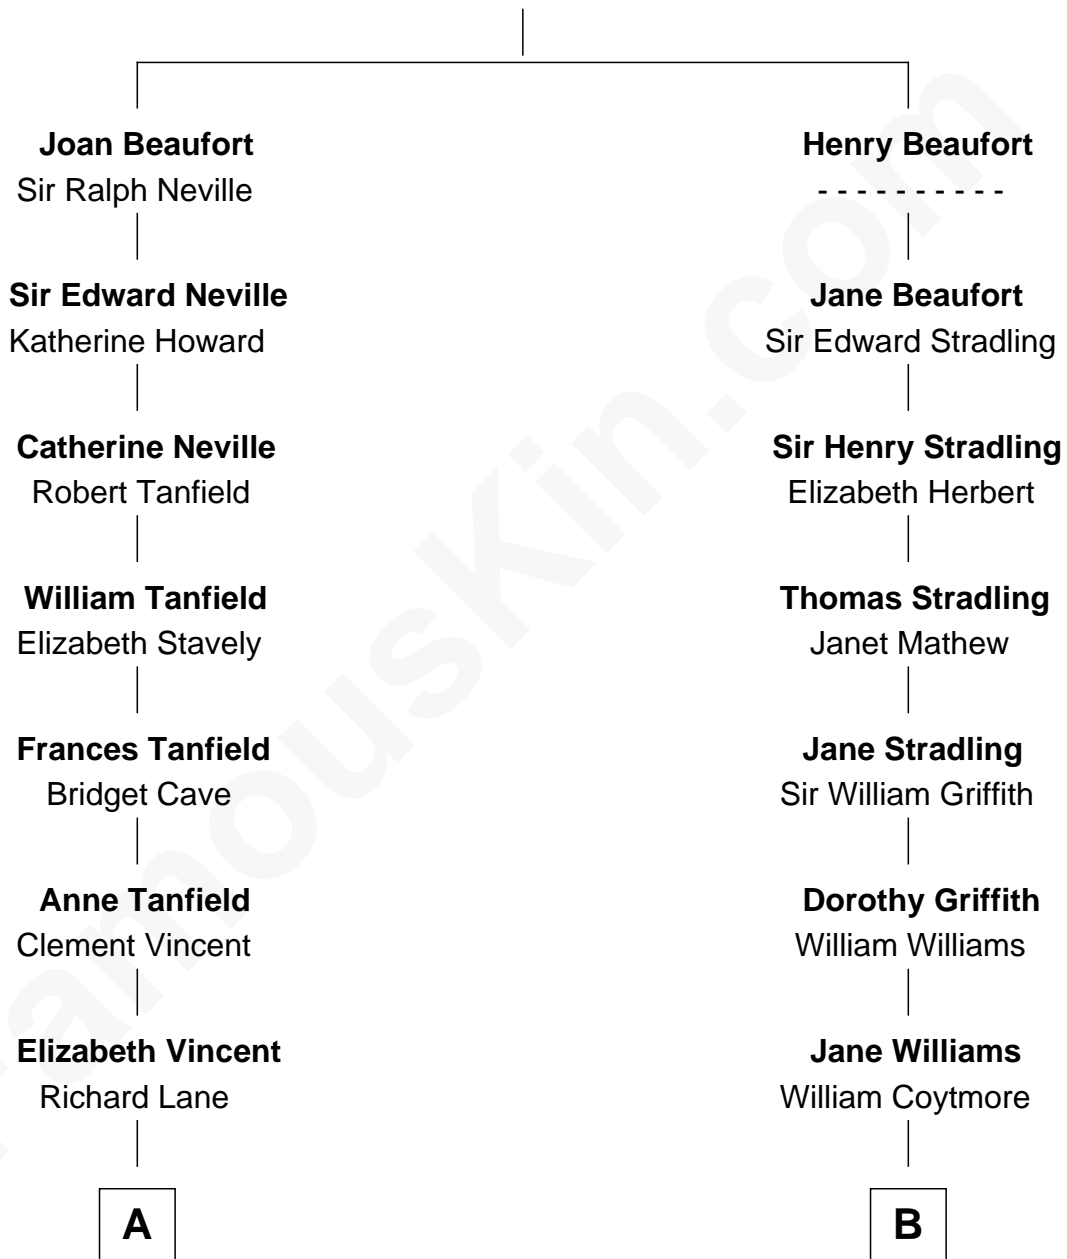 Joan Beaufort
Sir Ralph Neville
Sir Edward Neville
Katherine Howard
Catherine Neville
Robert Tanfield
William Tanfield
Elizabeth Stavely
Frances Tanfield
Bridget Cave
Anne Tanfield
Clement Vincent
Elizabeth Vincent
Richard Lane
A
Henry Beaufort
- - - - - - - - - -
Jane Beaufort
Sir Edward Stradling
Sir Henry Stradling
Elizabeth Herbert
Thomas Stradling
Janet Mathew
Jane Stradling
Sir William Griffith
Dorothy Griffith
William Williams
Jane Williams
William Coytmore
B
FamousKin.com